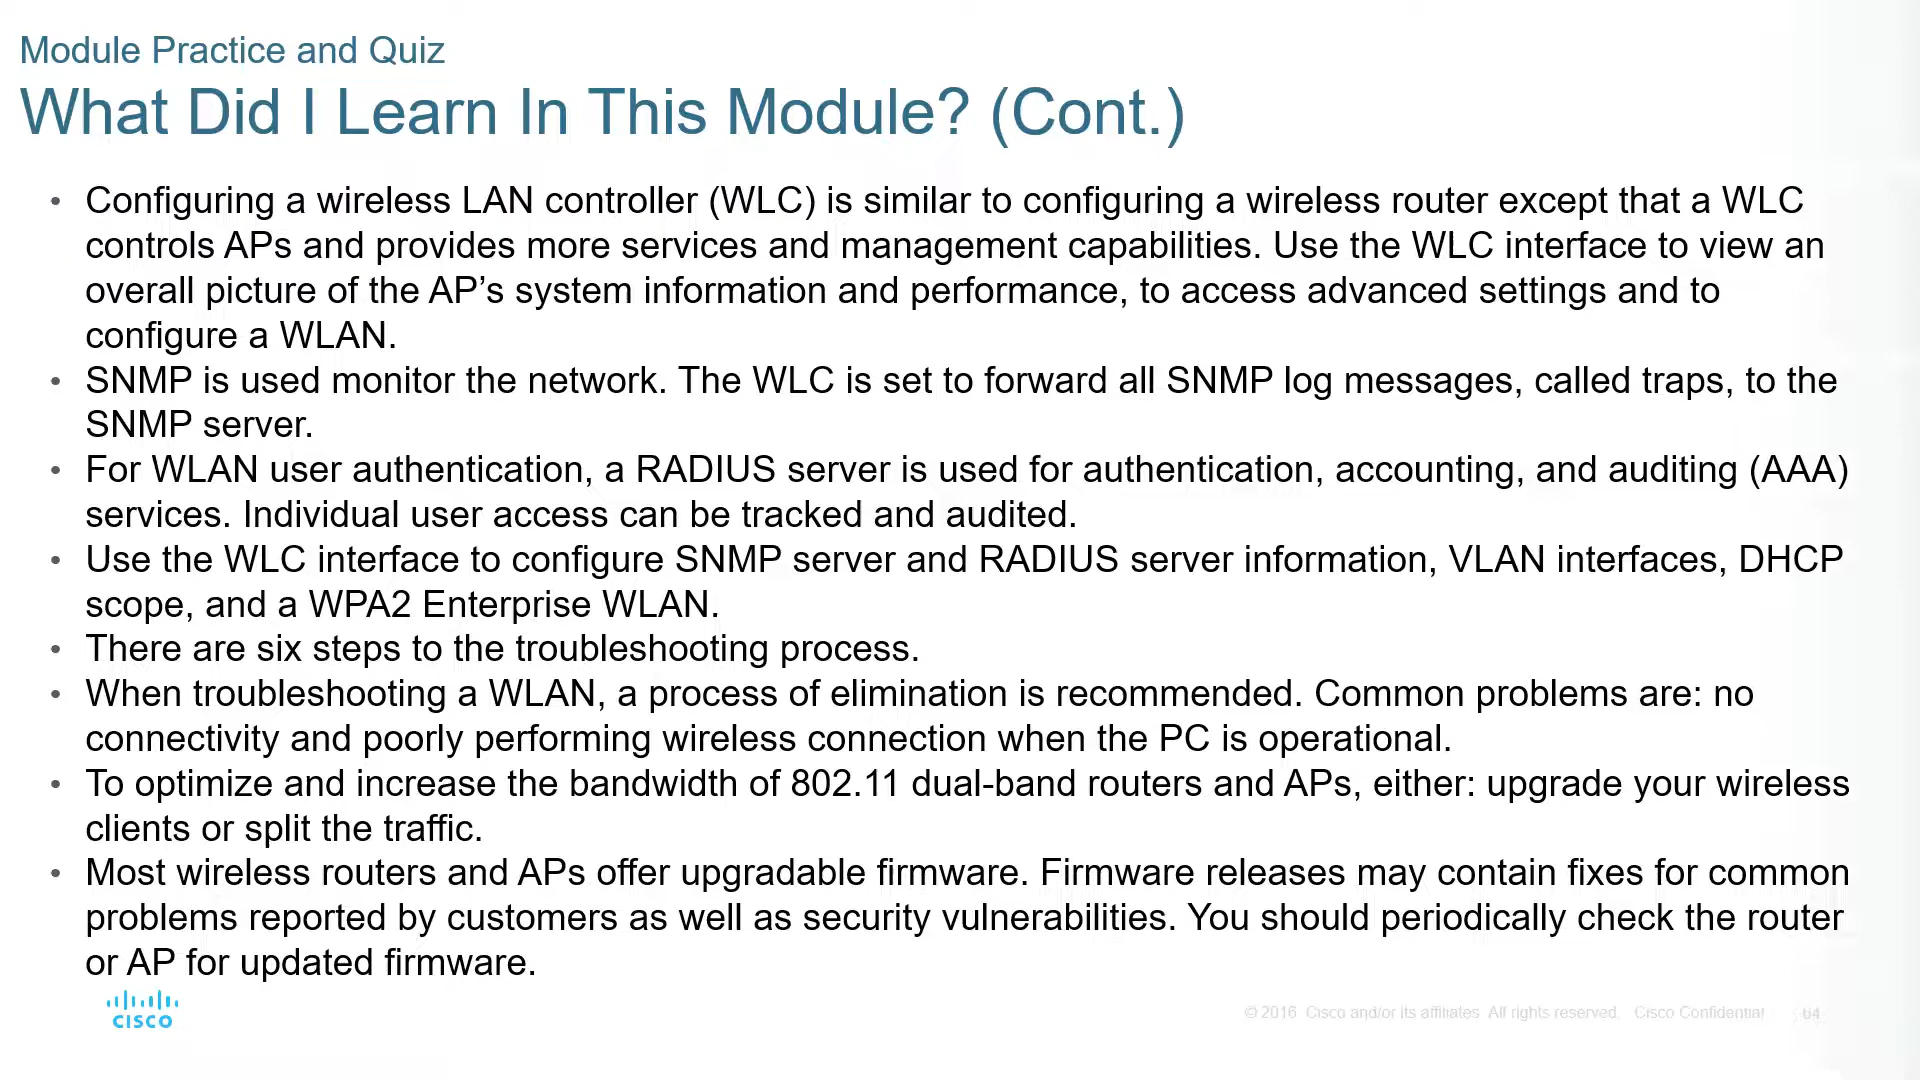 Module Practice and Quiz
What Did I Learn In This Module? (Cont.)
• Configuring a wireless LAN controller (WLC) is similar to configuring a wireless router except that a WLC
controls APs and provides more services and management capabilities. Use the WLC interface to view an
overall picture of the AP’s system information and performance, to access advanced settings and to
configure a WLAN.
• SNMP is used monitor the network. The WLC is set to forward all SNMP log messages, called traps, to the
SNMP server.
• For WLAN user authentication, a RADIUS server is used for authentication, accounting, and auditing (AAA)
services. Individual user access can be tracked and audited.
• Use the WLC interface to configure SNMP server and RADIUS server information, VLAN interfaces, DHCP
scope, and a WPA2 Enterprise WLAN.
• There are six steps to the troubleshooting process.
• When troubleshooting a WLAN, a process of elimination is recommended. Common problems are: no
connectivity and poorly performing wireless connection when the PC is operational.
• To optimize and increase the bandwidth of 802.11 dual-band routers and APs, either: upgrade your wireless
clients or split the traffic.
• Most wireless routers and APs offer upgradable firmware. Firmware releases may contain fixes for common
problems reported by customers as well as security vulnerabilities. You should periodically check the router
or AP for updated firmware.
CISCO
© 2016 Cisco and/or its affiliates. All rights reserved. Cisco Confidential 64